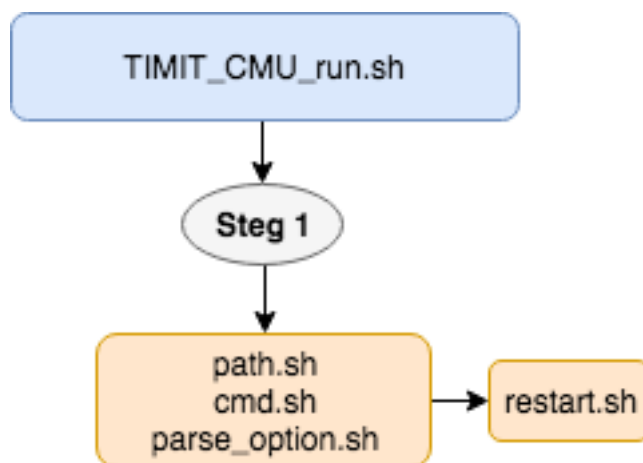 TIMIT_CMU_run.sh
Steg 1
path.sh
cmd.sh
parse_option.sh
restart.sh